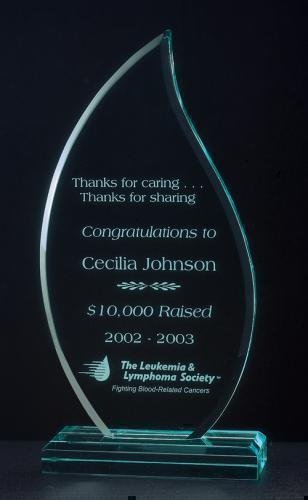 Thanks for caring . . .
Thanks for sharing
Congratulations to
Cecilia Johnson
$10,000 Raised
2002 - 2003
The Leukemia &
Lymphoma Society™
Fighting Blood-Related Cancers